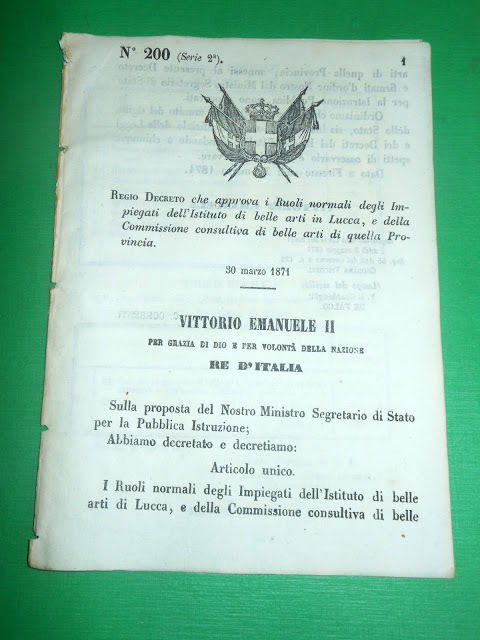 N° 200 (Serie 2ª). 1
REGIO DECRETO che approva i Ruoli normali degli Im-
piegati dell'Istituto di belle arti in Lucca, e della
Commissione consultiva di belle arti di quella Pro-
vincia.
30 marzo 1871
VITTORIO EMANUELE II
PER GRAZIA DI DIO E PER VOLONTÀ DELLA NAZIONE
RE D'ITALIA
Sulla proposta del Nostro Ministro Segretario di Stato
per la Pubblica Istruzione;
Abbiamo decretato e decretiamo:
Articolo unico.
I Ruoli normali degli Impiegati dell'Istituto di belle
arti di Lucca, e della Commissione consultiva di belle